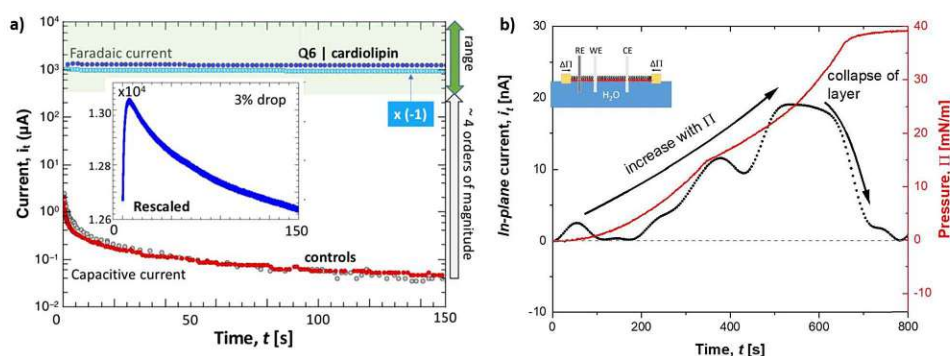 a)
Current, iₜ (µA)
10⁴
10³
10²
10¹
10⁰
10⁻¹
10⁻²
Faradaic current
Q6 | cardiolipin
x (-1)
x10⁴
3% drop
1.30
1.28
1.26
Rescaled
0
150
Capacitive current
controls
0
50
100
150
Time, t [s]
range
~ 4 orders of magnitude
b)
In-plane current, iᵢ [nA]
30
20
10
0
-10
RE
WE
CE
ΔΠ
ΔΠ
H₂O
increase with Π
collapse of
layer
0
200
400
600
800
Time, t [s]
40
30
20
10
0
-10
Pressure, Π [mN/m]